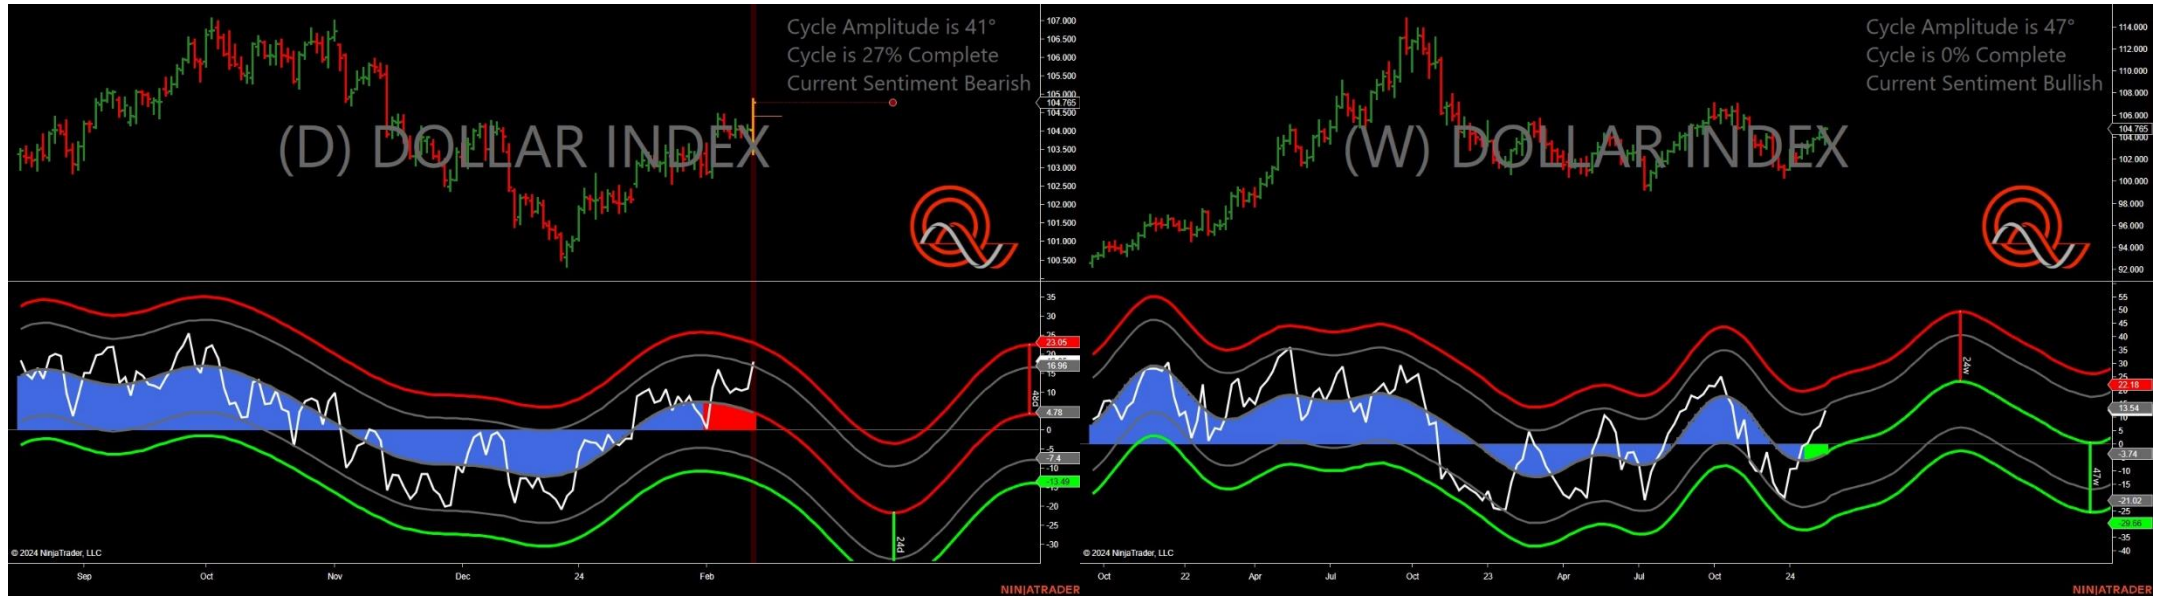 Cycle Amplitude is 41°
Cycle is 27% Complete
Current Sentiment Bearish
(D) DOLLAR INDEX
107.000
106.500
106.000
105.500
105.000
104.765
104.500
104.000
103.500
103.000
102.500
102.000
101.500
101.000
100.500
35
30
25
23.05
20
16.96
15
10
4.78
0
-5
-7.4
-10
-13.49
-20
-25
-30
48d
24d
© 2024 NinjaTrader, LLC
Sep
Oct
Nov
Dec
24
Feb
NINJATRADER
Cycle Amplitude is 47°
Cycle is 0% Complete
Current Sentiment Bullish
(W) DOLLAR INDEX
114.000
112.000
110.000
108.000
106.000
104.765
104.000
102.000
100.000
98.000
96.000
94.000
92.000
55
50
45
40
35
30
25
22.18
15
13.54
5
0
-3.74
-10
-15
-21.02
-25
-29.66
-35
-40
24w
47w
© 2024 NinjaTrader, LLC
Oct
22
Apr
Jul
Oct
23
Apr
Jul
Oct
24
NINJATRADER